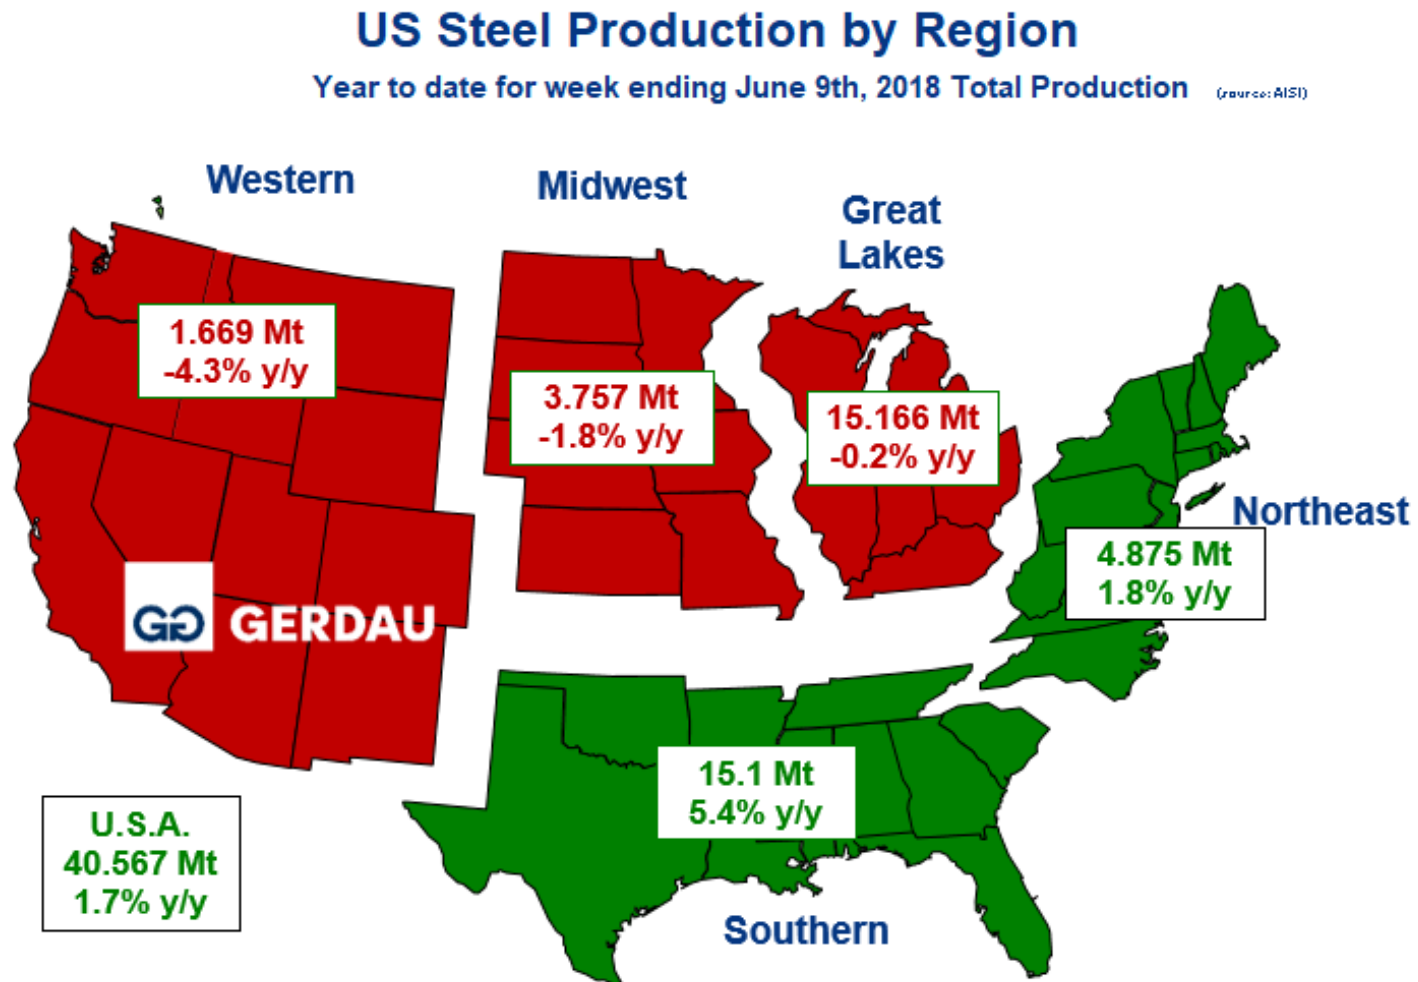 US Steel Production by Region
Year to date for week ending June 9th, 2018 Total Production (source: AISI)
Western
Midwest
Great
Lakes
1.669 Mt
-4.3% y/y
3.757 Mt
-1.8% y/y
15.166 Mt
-0.2% y/y
Northeast
4.875 Mt
1.8% y/y
GERDAU
15.1 Mt
5.4% y/y
U.S.A.
40.567 Mt
1.7% y/y
Southern